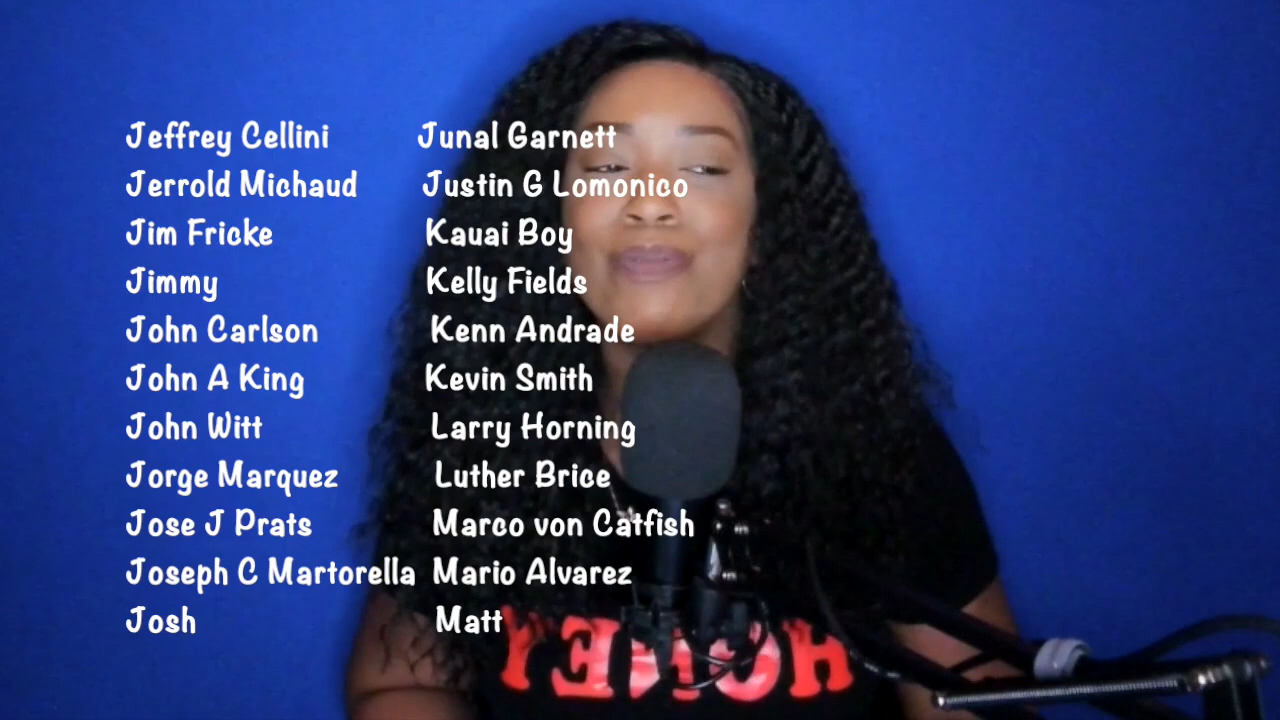 Jeffrey Cellini
Jerrold Michaud
Jim Fricke
Jimmy
John Carlson
John A King
John Witt
Jorge Marquez
Jose J Prats
Joseph C Martorella
Josh
Junal Garnett
Justin G Lomonico
Kauai Boy
Kelly Fields
Kenn Andrade
Kevin Smith
Larry Horning
Luther Brice
Marco von Catfish
Mario Alvarez
Matt
HONEY